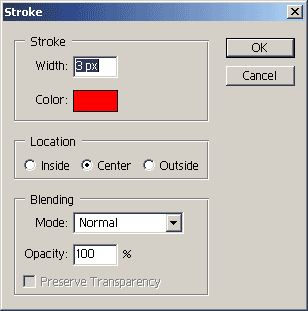 Stroke
Stroke
Width: 3 px
Color:
OK
Cancel
Location
Inside Center Outside
Blending
Mode: Normal
Opacity: 100 %
Preserve Transparency